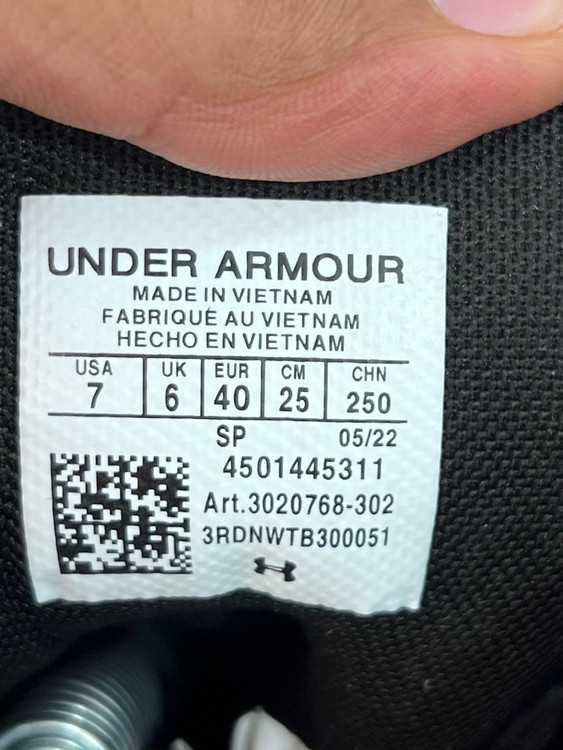 UNDER ARMOUR
MADE IN VIETNAM
FABRIQUÉ AU VIETNAM
HECHO EN VIETNAM
USA UK EUR CM CHN
7 6 40 25 250
SP 05/22
4501445311
Art.3020768-302
3RDNWTB300051